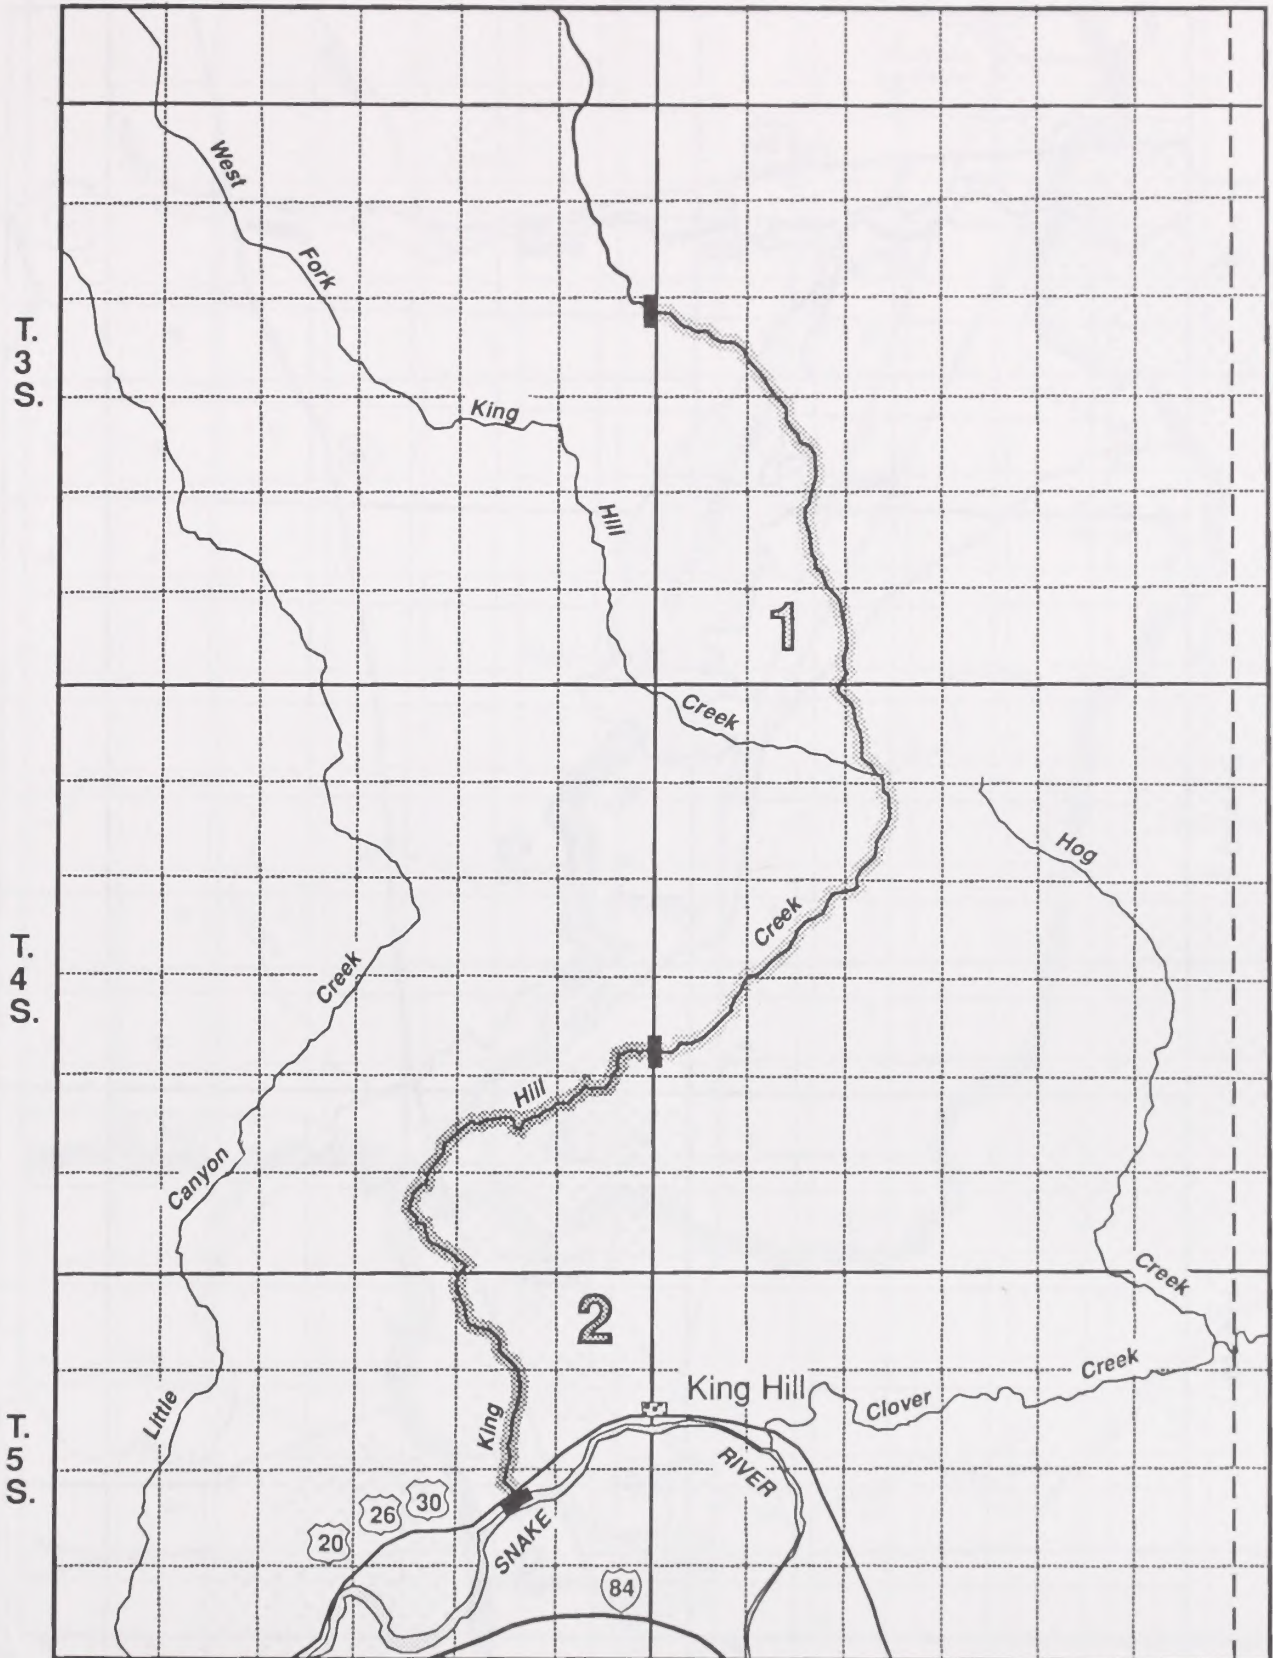 West
Fork
King
Hill
Creek
T.
3
S.
1
Hog
Creek
T.
4
S.
Creek
Hill
Canyon
Creek
2
King Hill
Creek
Clover
Little
King
T.
5
S.
RIVER
30
26
20
SNAKE
84